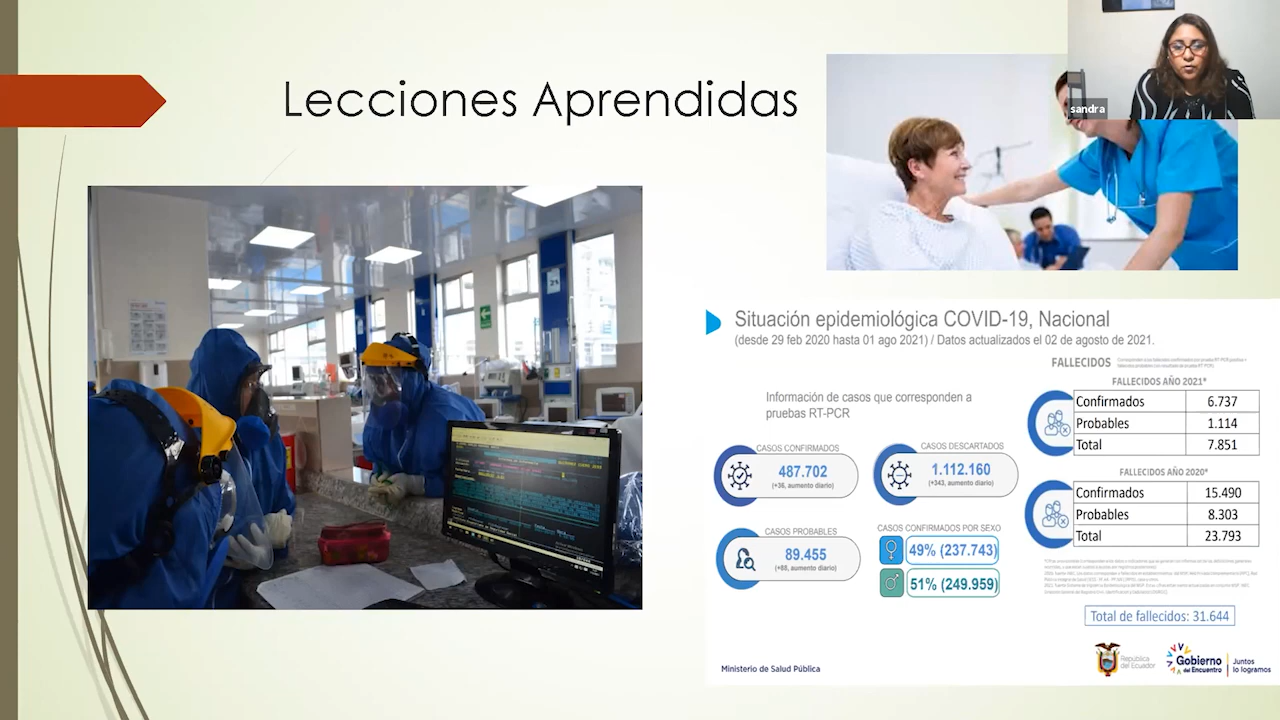 Lecciones Aprendidas
sandra
Situación epidemiológica COVID-19, Nacional
(desde 29 feb 2020 hasta 01 ago 2021) / Datos actualizados el 02 de agosto de 2021.
Información de casos que corresponden a
pruebas RT-PCR
CASOS CONFIRMADOS
487.702
(+36, aumento diario)
CASOS DESCARTADOS
1.112.160
(+343, aumento diario)
CASOS PROBABLES
89.455
(+88, aumento diario)
CASOS CONFIRMADOS POR SEXO
49% (237.743)
51% (249.959)
FALLECIDOS
FALLECIDOS AÑO 2021*
Confirmados 6.737
Probables 1.114
Total 7.851
FALLECIDOS AÑO 2020*
Confirmados 15.490
Probables 8.303
Total 23.793
Total de fallecidos: 31.644
Ministerio de Salud Pública
República
del Ecuador
Gobierno
del Encuentro
Juntos
lo logramos